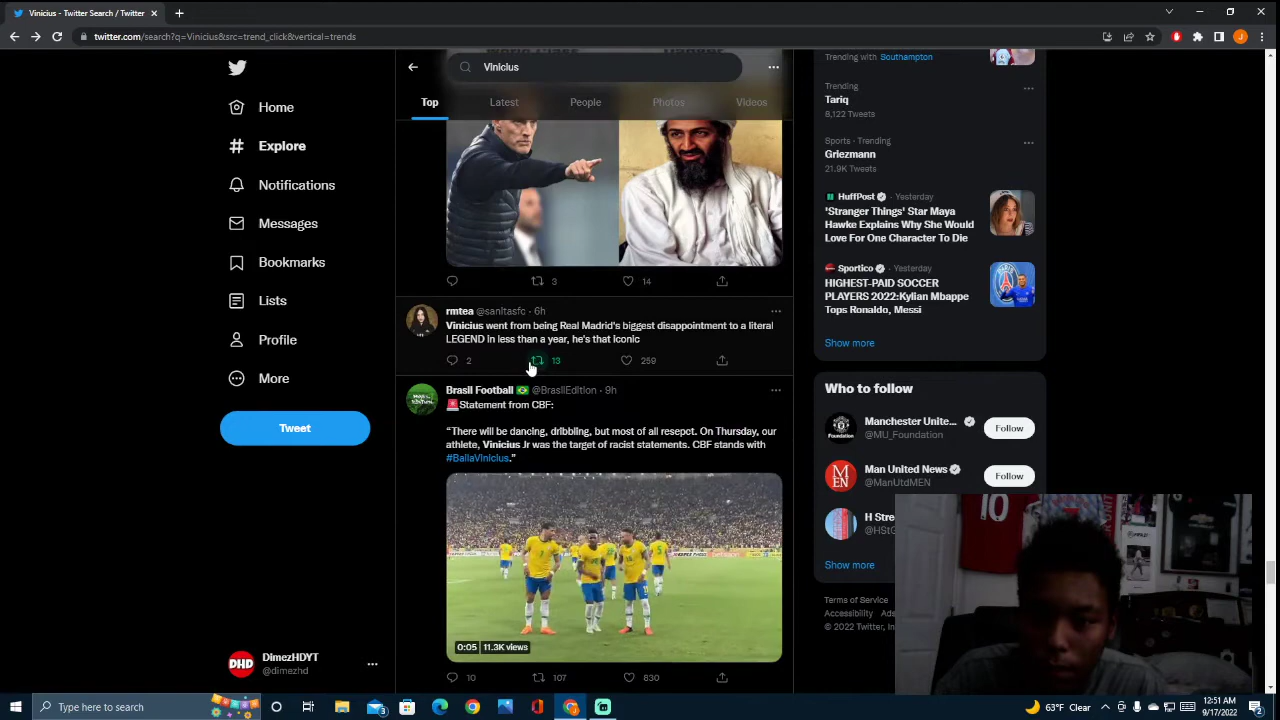 Vinicius - Twitter Search / Twitter
twitter.com/search?q=Vinicius&src=trend_click&vertical=trends
Home
Explore
Notifications
Messages
Bookmarks
Lists
Profile
More
Tweet
DimezHDYT
@dimezhd
DHD
Vinicius
Top
Latest
People
Photos
Videos
3
14
rmtea @sanitasfc · 6h
Vinicius went from being Real Madrid's biggest disappointment to a literal
LEGEND in less than a year, he's that iconic
2
13
259
Brasil Football @BrasilEdition · 9h
Statement from CBF:
“There will be dancing, dribbling, but most of all resepct. On Thursday, our
athlete, Vinicius Jr was the target of racist statements. CBF stands with
#BailaVinicius.”
0:05
11.3K views
10
107
830
Trending with Southampton
Trending
Tariq
6,122 Tweets
Sports · Trending
Griezmann
21.9K Tweets
HuffPost · Yesterday
'Stranger Things' Star Maya
Hawke Explains Why She Would
Love For One Character To Die
Sportico · Yesterday
HIGHEST-PAID SOCCER
PLAYERS 2022:Kylian Mbappe
Tops Ronaldo, Messi
Show more
Who to follow
Manchester Unite...
@MU_Foundation
Follow
Man United News
@ManUtdMEN
Follow
H Stre
@HStG
Show more
Terms of Service
Accessibility Ads
© 2022 Twitter, In
10
Type here to search
63°F Clear
12:51 AM
9/17/2022